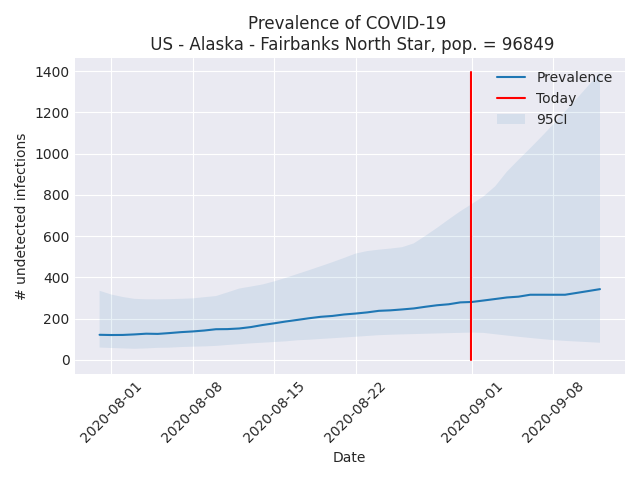 Prevalence of COVID-19
US - Alaska - Fairbanks North Star, pop. = 96849
Prevalence
Today
95CI
# undetected infections
1400
1200
1000
800
600
400
200
0
2020-08-01
2020-08-08
2020-08-15
2020-08-22
2020-09-01
2020-09-08
Date